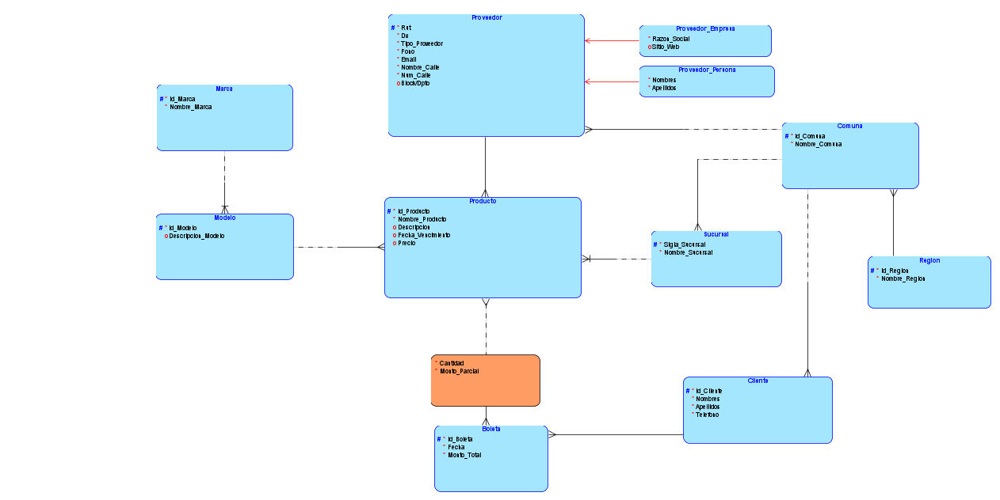 Proveedor
# * Rut
* Dv
* Tipo_Proveedor
* Fono
* Email
* Nombre_Calle
* Num_Calle
o Block/Dpto
Proveedor_Empresa
* Razon_Social
o Sitio_Web
Proveedor_Persona
* Nombres
* Apellidos
Marca
# * Id_Marca
* Nombre_Marca
Comuna
# * Id_Comuna
* Nombre_Comuna
Producto
# * Id_Producto
* Nombre_Producto
o Descripcion
o Fecha_Vencimiento
o Precio
Modelo
# * Id_Modelo
o Descripcion_Modelo
Sucursal
# * Sigla_Sucursal
* Nombre_Sucursal
Region
# * Id_Region
* Nombre_Region
* Cantidad
* Monto_Parcial
Cliente
# * Id_Cliente
* Nombres
* Apellidos
* Telefono
Boleta
# * Id_Boleta
* Fecha
* Monto_Total